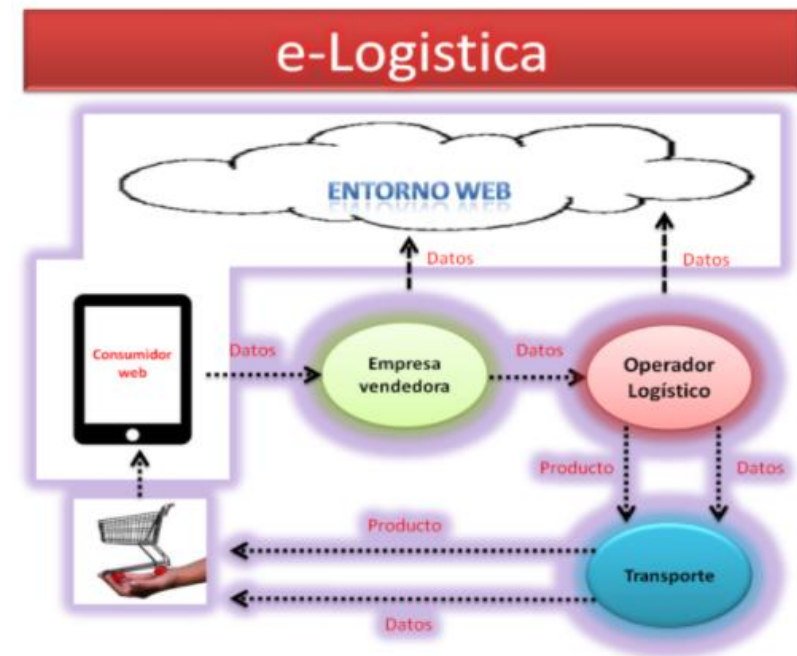 e-Logistica
ENTORNO WEB
Datos
Datos
Consumidor
web
Datos
Empresa
vendedora
Datos
Operador
Logístico
Producto
Datos
Producto
Transporte
Datos